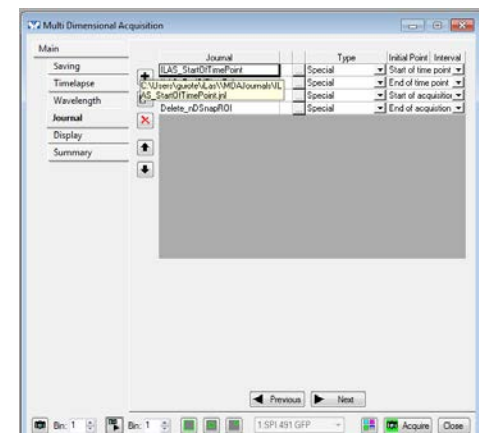 Multi Dimensional Acquisition
Main
Saving
Timelapse
Wavelength
Journal
Display
Summary
Journal Type Initial Point Interval
ILAS_StartOfTimePoint ... Special Start of time point
Special End of time point
C:\Users\quirote\iLas\\MDAJournals\IL
AS_StartOfTimePoint.jnl
Special Start of acquisition
Delete_nDSnapROI ... Special End of acquistion
Previous Next
Bin: 1 Bin: 1 1 SPI 491 GFP Acquire Close